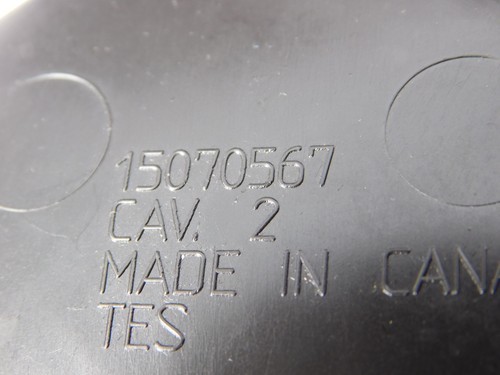 15070567
CAV. 2
MADE IN CANA
TES